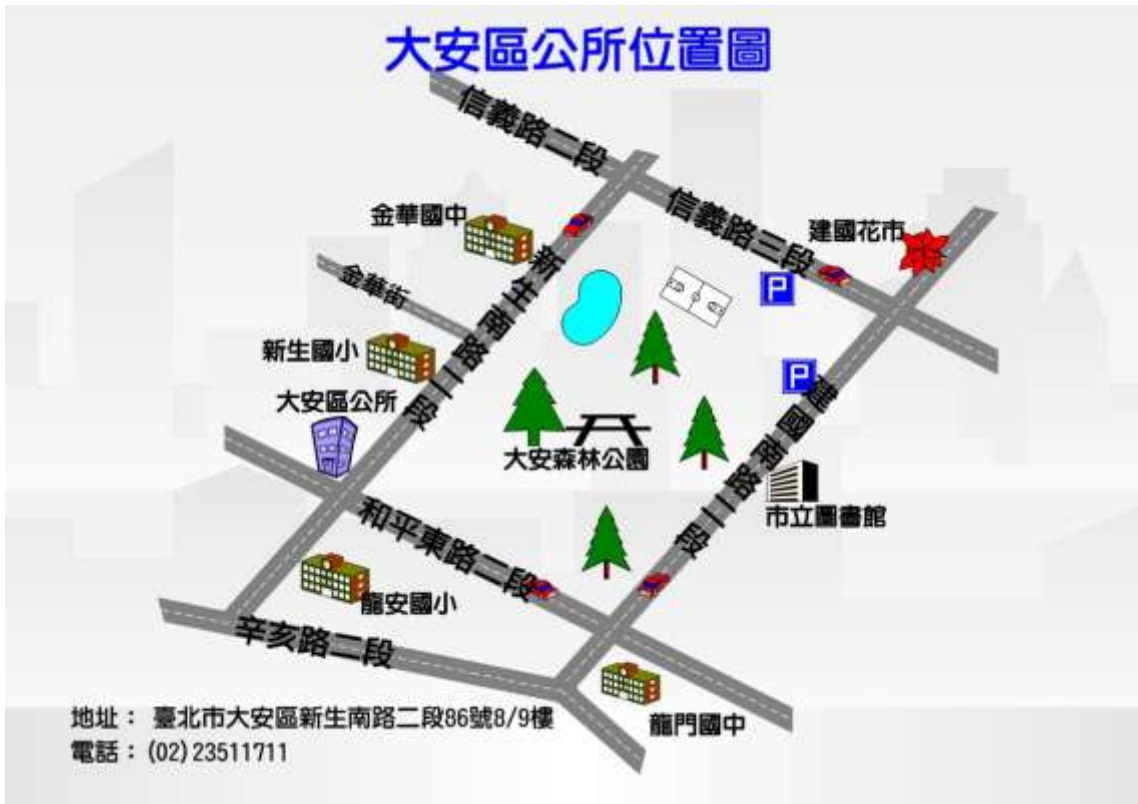 大安區公所位置圖
信義路二段
信義路三段
金華國中
建國花市
新生南路二段
金華街
P
新生國小
P
大安區公所
建國南路二段
大安森林公園
市立圖書館
和平東路二段
龍安國小
辛亥路二段
龍門國中
地址： 臺北市大安區新生南路二段86號8/9樓
電話：(02)23511711